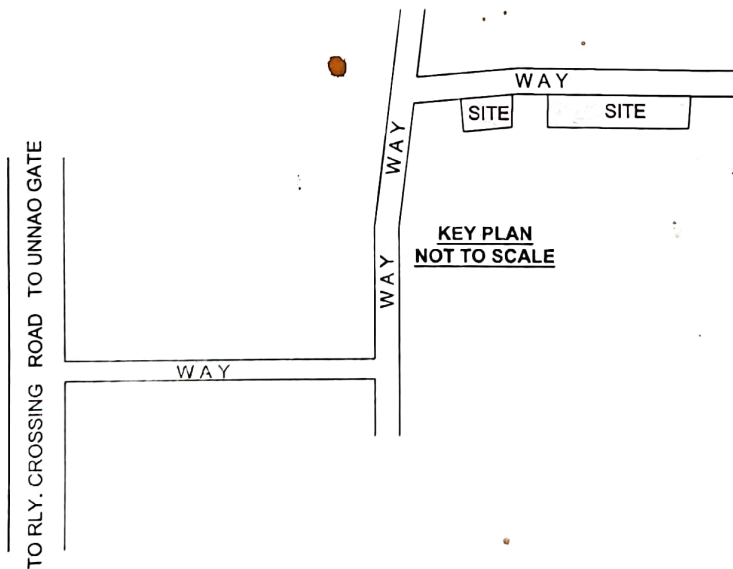 WAY
SITE
SITE
WAY
KEY PLAN
NOT TO SCALE
WAY
WAY
TO RLY. CROSSING ROAD TO UNNAO GATE